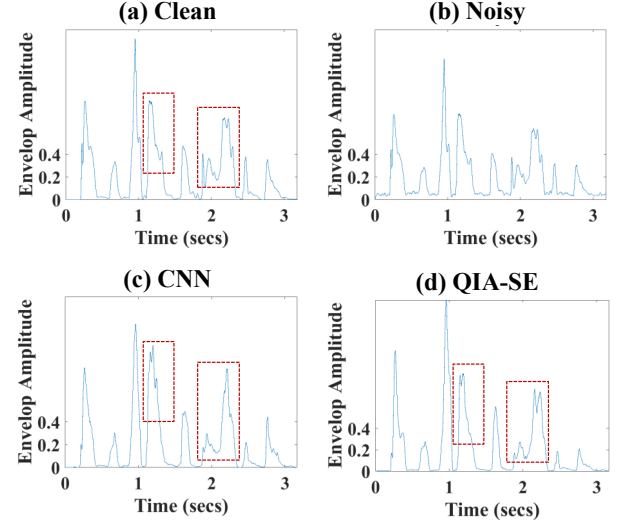 (a) Clean
Envelop Amplitude
0.4
0.2
0
0
1
2
3
Time (secs)
(b) Noisy
Envelop Amplitude
0.4
0.2
0
0
1
2
3
Time (secs)
(c) CNN
Envelop Amplitude
0.4
0.2
0
0
1
2
3
Time (secs)
(d) QIA-SE
Envelop Amplitude
0.4
0.2
0
0
1
2
3
Time (secs)